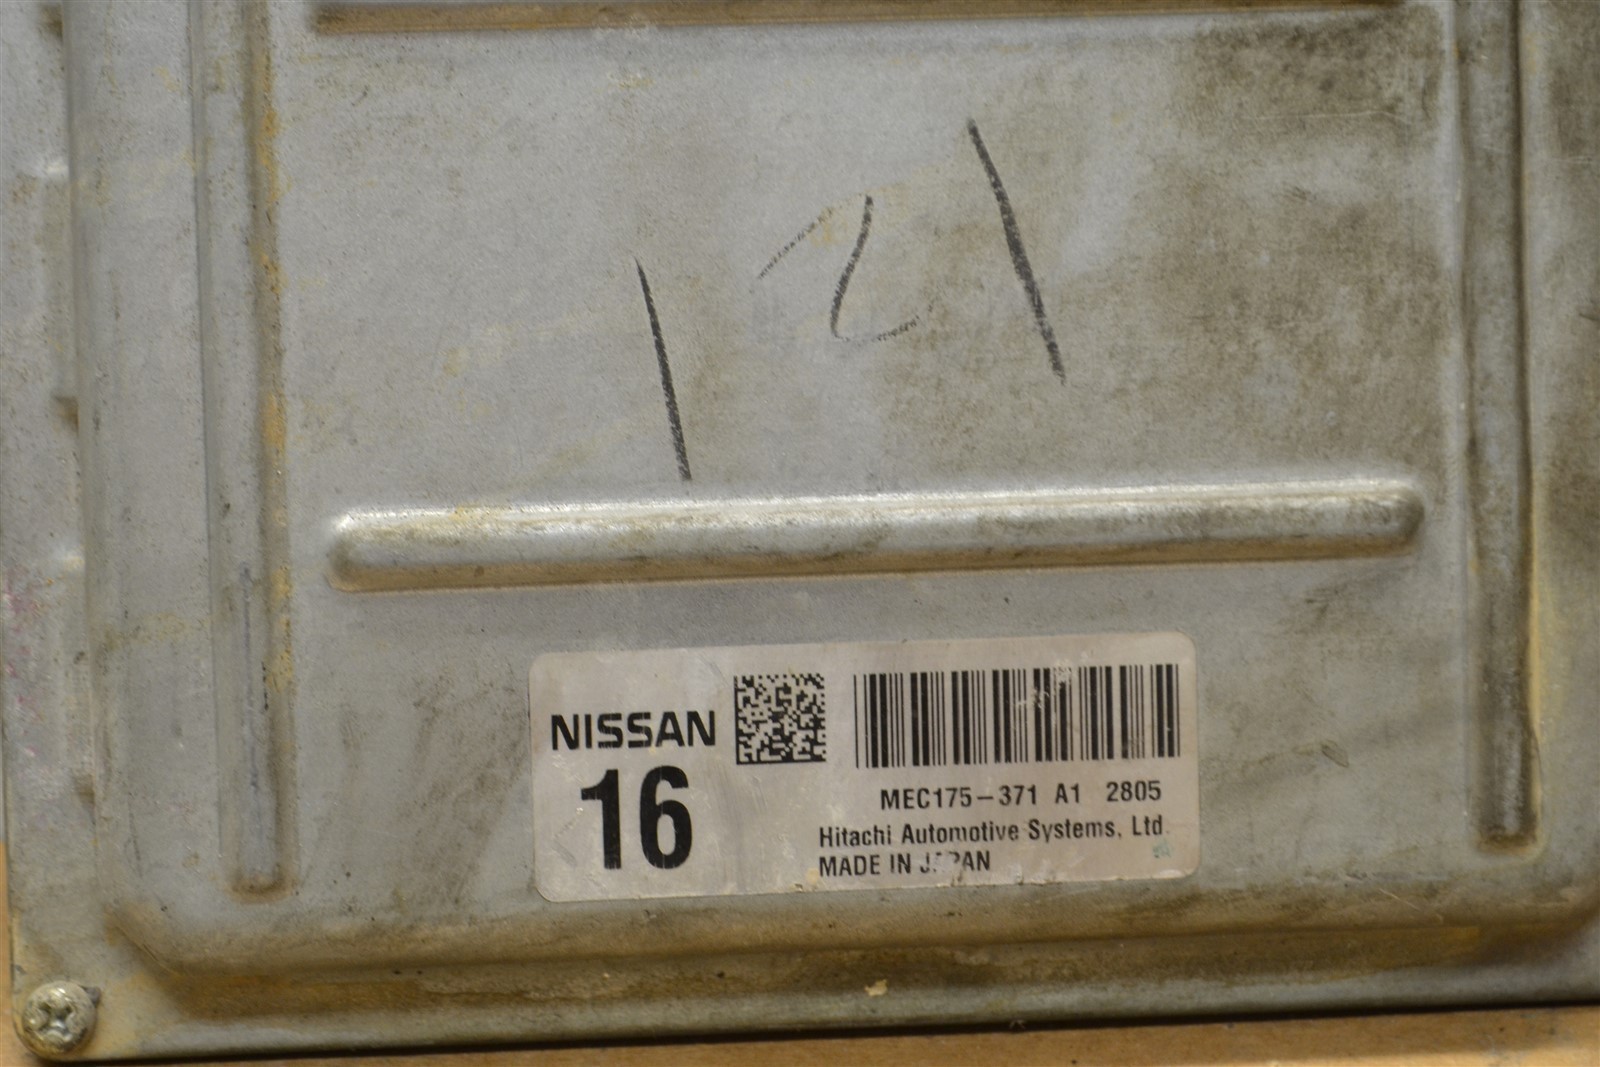 121
NISSAN
16
MEC175-371 A1 2805
Hitachi Automotive Systems, Ltd.
MADE IN JAPAN